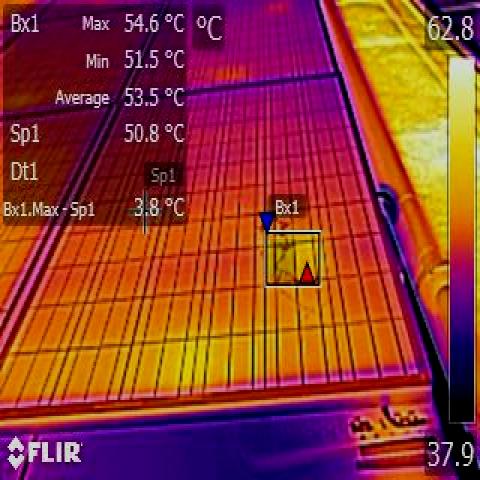 Bx1 Max 54.6 °C °C 62.8
Min 51.5 °C
Average 53.5 °C
Sp1 50.8 °C
Dt1
Sp1
Bx1.Max - Sp1 3.8 °C
Bx1
FLIR
37.9